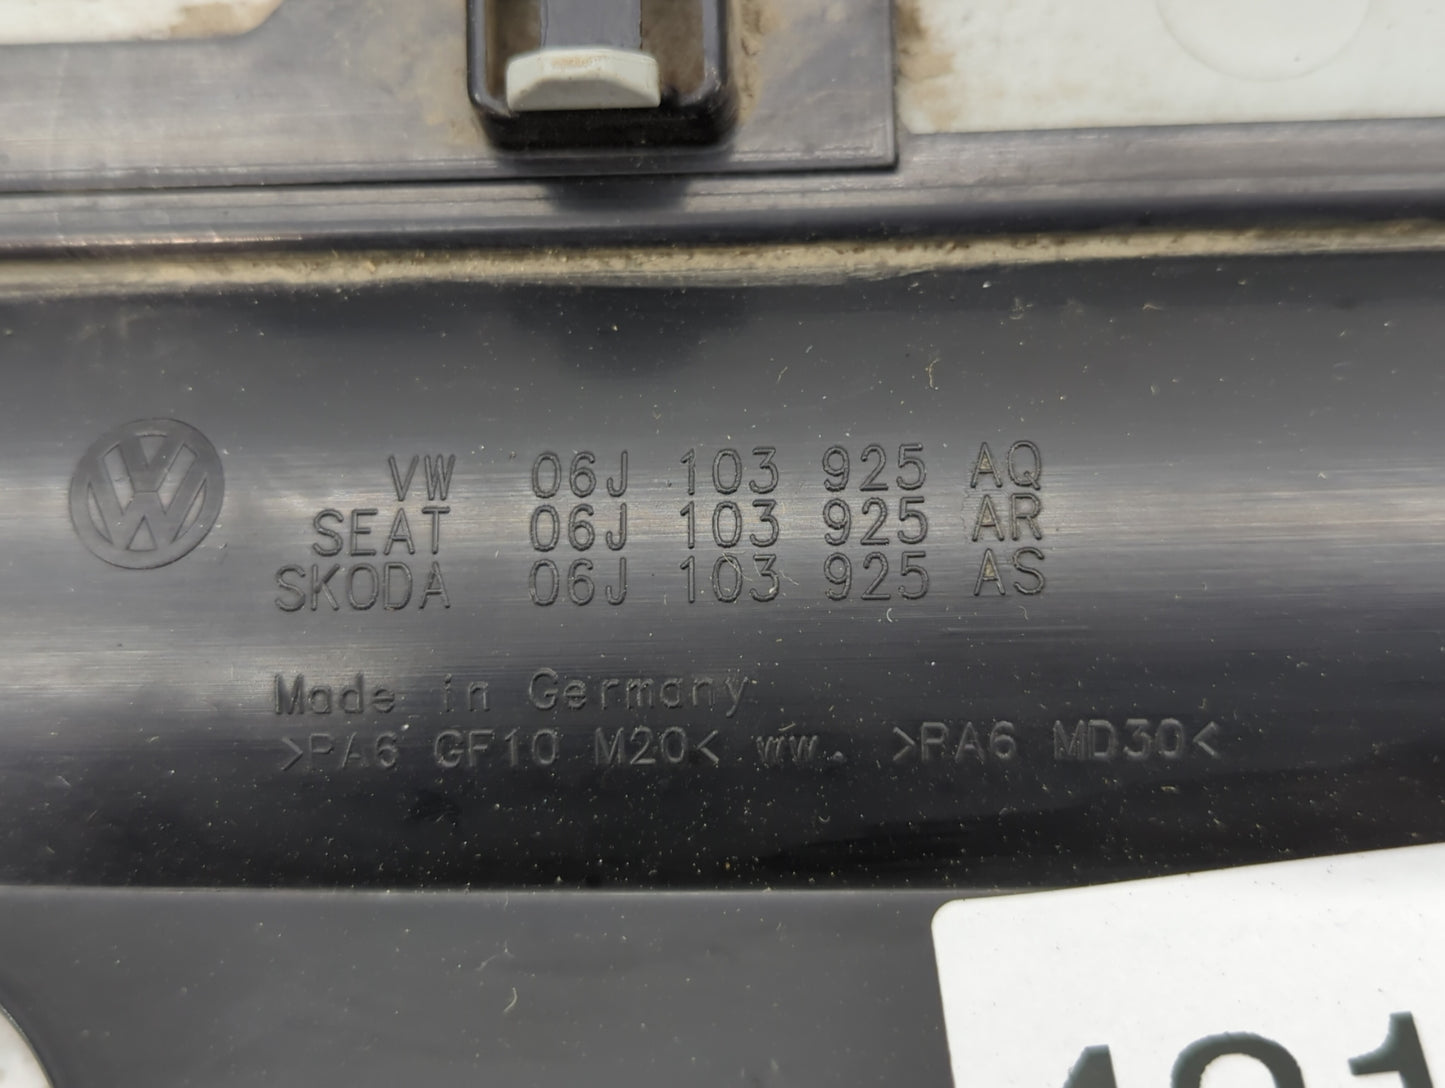 VW 06J 103 925 AQ
SEAT 06J 103 925 AR
SKODA 06J 103 925 AS
Made in Germany
>PA6 GF10 M20< ww. >PA6 MD30<